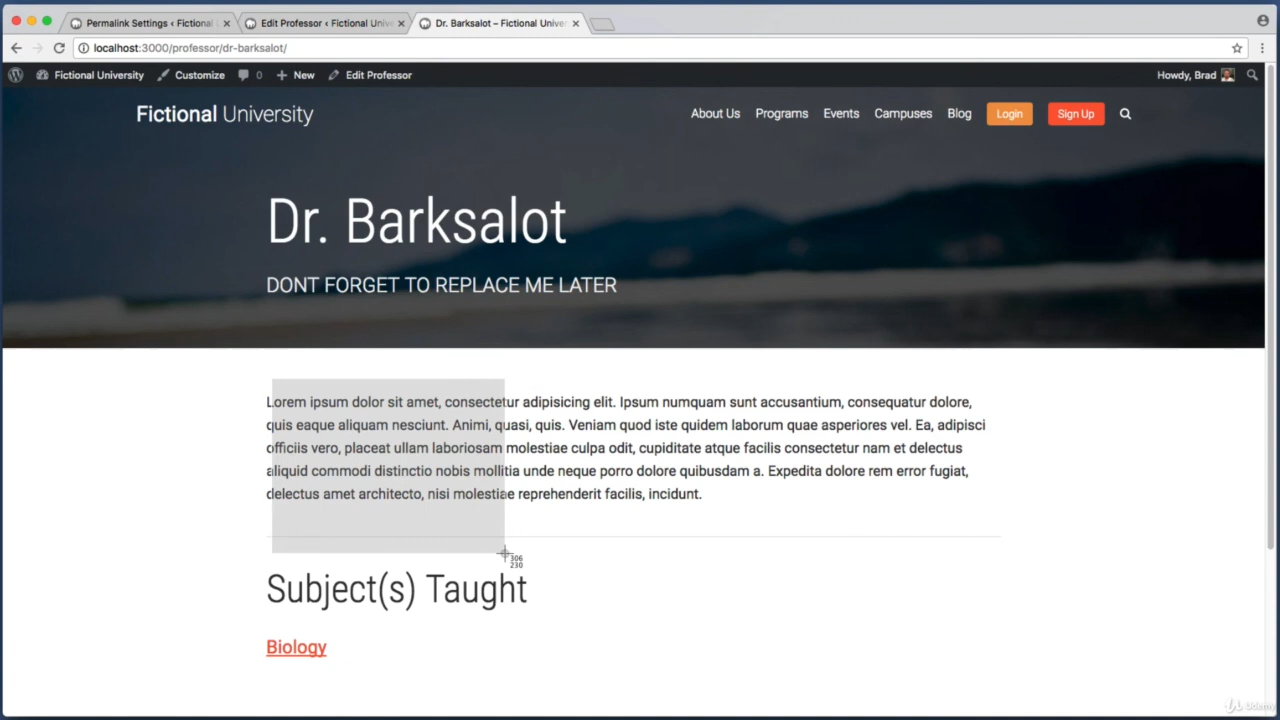 Permalink Settings ‹ Fictional
Edit Professor ‹ Fictional Unive
Dr. Barksalot – Fictional Univer
localhost:3000/professor/dr-barksalot/
Fictional University
Customize
0
New
Edit Professor
Howdy, Brad
Fictional University
About Us
Programs
Events
Campuses
Blog
Login
Sign Up
Dr. Barksalot
DONT FORGET TO REPLACE ME LATER
Lorem ipsum dolor sit amet, consectetur adipisicing elit. Ipsum numquam sunt accusantium, consequatur dolore,
quis eaque aliquam nesciunt. Animi, quasi, quis. Veniam quod iste quidem laborum quae asperiores vel. Ea, adipisci
officiis vero, placeat ullam laboriosam molestiae culpa odit, cupiditate atque facilis consectetur nam et delectus
aliquid commodi distinctio nobis mollitia unde neque porro dolore quibusdam a. Expedita dolore rem error fugiat,
delectus amet architecto, nisi molestiae reprehenderit facilis, incidunt.
306
230
Subject(s) Taught
Biology
Udemy